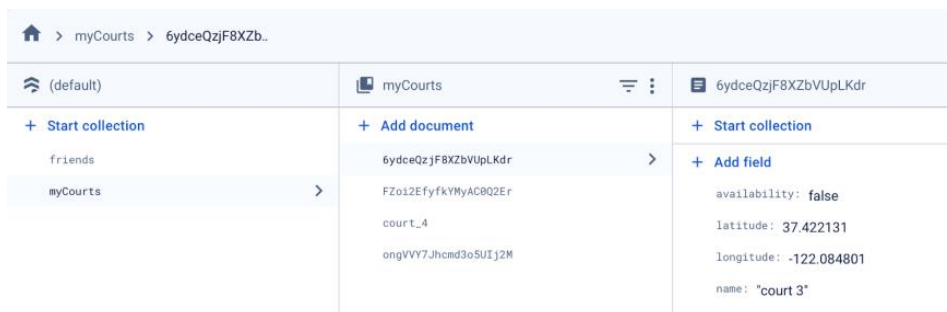 > myCourts > 6ydceQzjF8XZb..
(default)
+ Start collection
friends
myCourts >
myCourts
+ Add document
6ydceQzjF8XZbVUpLKdr >
FZoi2EfyfkYMyAC0Q2Er
court_4
ongVVY7Jhcmd3o5UIj2M
6ydceQzjF8XZbVUpLKdr
+ Start collection
+ Add field
availability: false
latitude: 37.422131
longitude: -122.084801
name: "court 3"